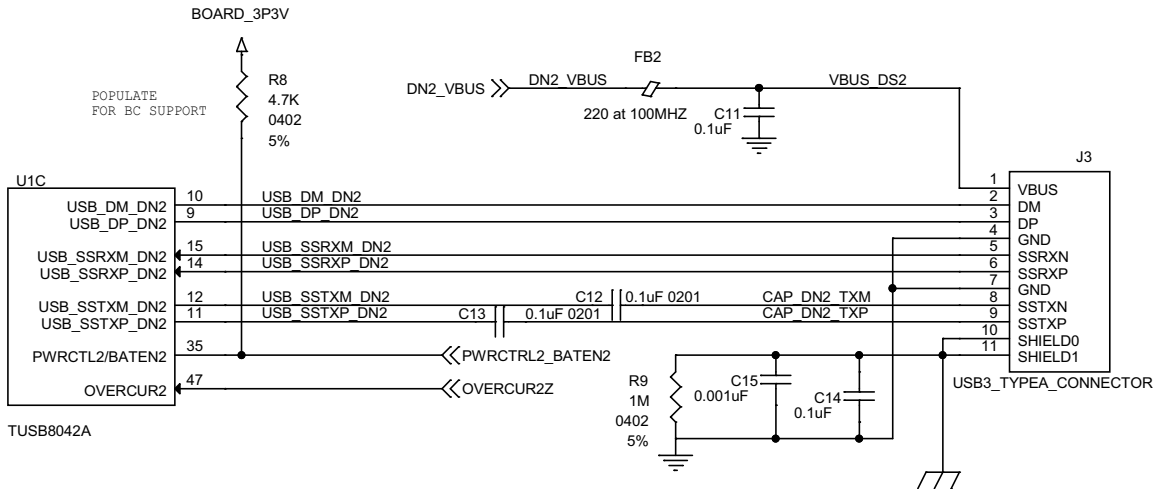 BOARD_3P3V
R8
4.7K
0402
5%
POPULATE
FOR BC SUPPORT
DN2_VBUS
DN2_VBUS
FB2
220 at 100MHZ
VBUS_DS2
C11
0.1uF
J3
U1C
USB_DM_DN2
10
USB_DM_DN2
1
VBUS
USB_DP_DN2
9
USB_DP_DN2
2
DM
3
DP
4
GND
USB_SSRXM_DN2
15
USB_SSRXM_DN2
5
SSRXN
USB_SSRXP_DN2
14
USB_SSRXP_DN2
6
SSRXP
7
GND
USB_SSTXM_DN2
12
USB_SSTXM_DN2
C12
0.1uF 0201
CAP_DN2_TXM
8
SSTXN
USB_SSTXP_DN2
11
USB_SSTXP_DN2
C13
0.1uF 0201
CAP_DN2_TXP
9
SSTXP
10
SHIELD0
PWRCTL2/BATEN2
35
PWRCTRL2_BATEN2
11
SHIELD1
OVERCUR2
47
OVERCUR2Z
USB3_TYPEA_CONNECTOR
R9
1M
0402
5%
C15
0.001uF
C14
0.1uF
TUSB8042A